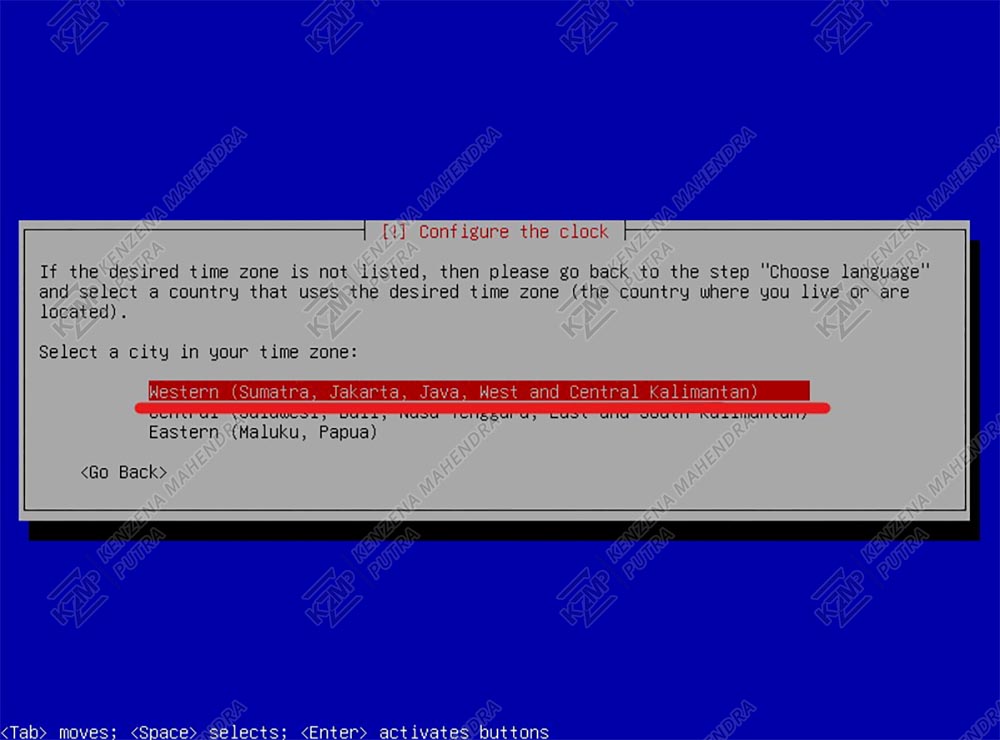 [!] Configure the clock
If the desired time zone is not listed, then please go back to the step "Choose language"
and select a country that uses the desired time zone (the country where you live or are
located).
Select a city in your time zone:
Western (Sumatra, Jakarta, Java, West and Central Kalimantan)
Central (Sulawesi, Bali, Nusa Tenggara, East and South Kalimantan)
Eastern (Maluku, Papua)
<Go Back>
<Tab> moves; <Space> selects; <Enter> activates buttons
KZMP KENZENA MAHENDRA
PUTRA